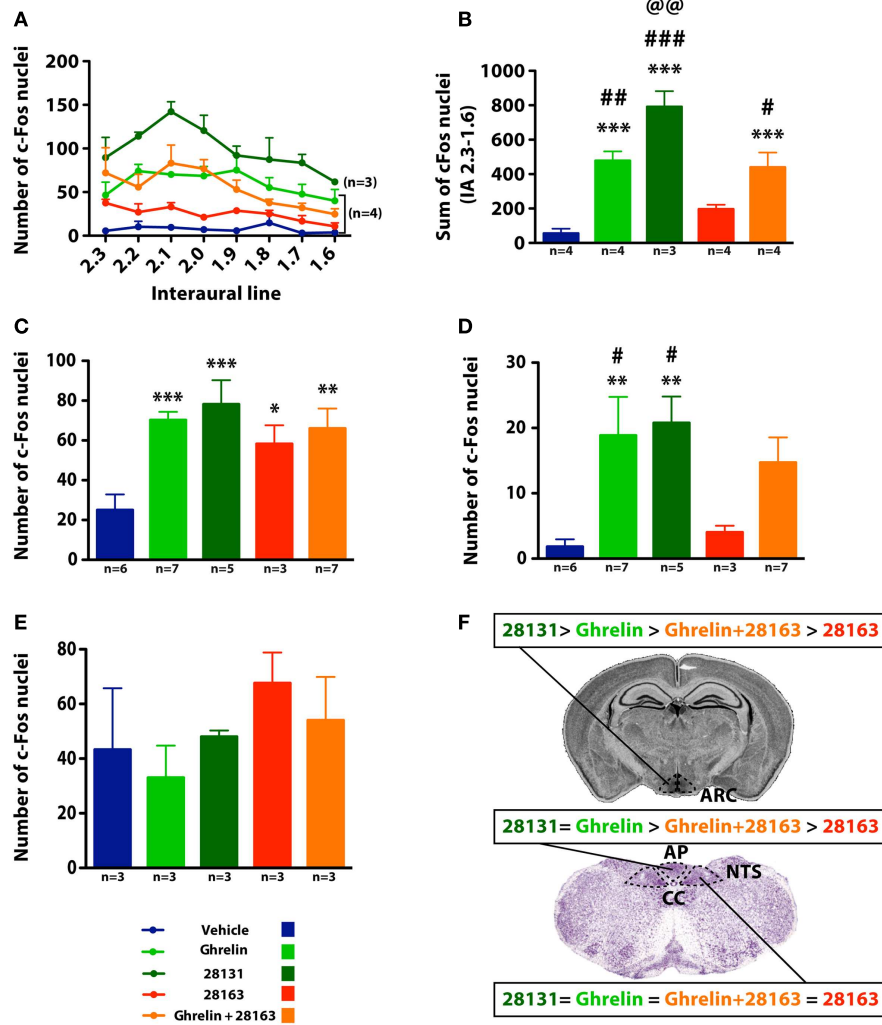 A
Number of c-Fos nuclei
200
150
100
50
0
2.3
2.2
2.1
2.0
1.9
1.8
1.7
1.6
Interaural line
(n=3)
(n=4)
B
Sum of cFos nuclei
(IA 2.3-1.6)
1000
800
600
400
200
0
##
***
@@
###
***
#
***
n=4
n=4
n=3
n=4
n=4
C
Number of c-Fos nuclei
100
80
60
40
20
0
***
***
*
**
n=6
n=7
n=5
n=3
n=7
D
Number of c-Fos nuclei
30
20
10
0
#
**
#
**
n=6
n=7
n=5
n=3
n=7
E
Number of c-Fos nuclei
80
60
40
20
0
n=3
n=3
n=3
n=3
n=3
Vehicle
Ghrelin
28131
28163
Ghrelin + 28163
F
28131> Ghrelin > Ghrelin+28163 > 28163
ARC
28131= Ghrelin > Ghrelin+28163 > 28163
AP
NTS
CC
28131= Ghrelin = Ghrelin+28163 = 28163